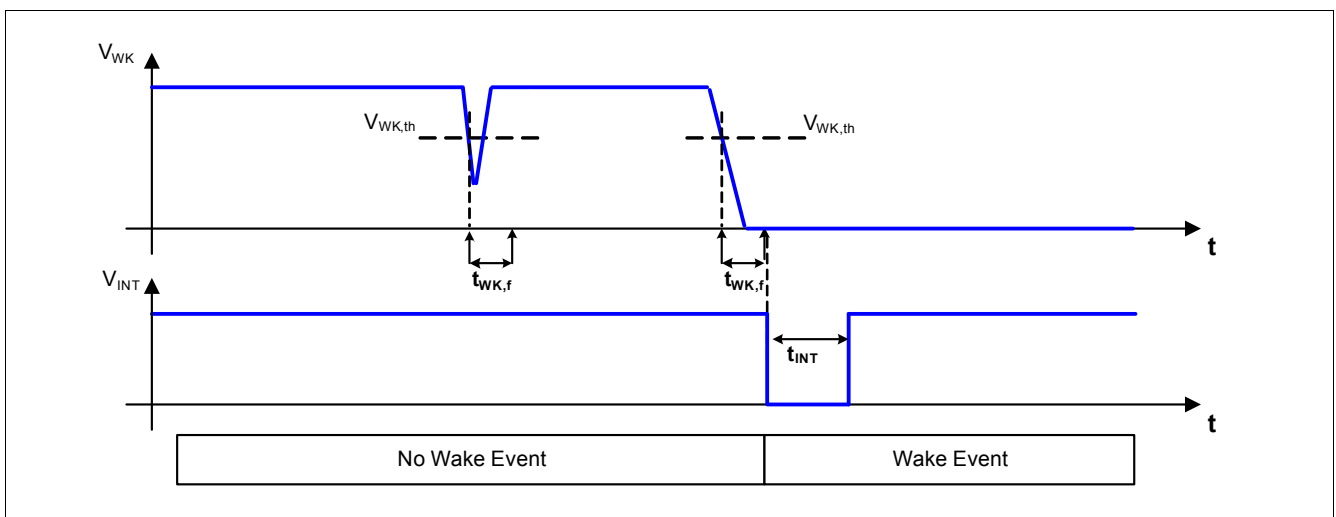 V_WK
V_WK,th
V_WK,th
t
t_WK,f
t_WK,f
V_INT
t_INT
t
No Wake Event
Wake Event